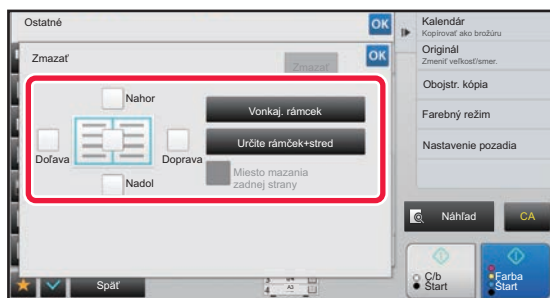 Ostatné
OK
Zmazať
Zmazať
OK
Nahor
Doľava
Doprava
Nadol
Vonkaj. rámcek
Určite rámček+stred
Miesto mazania
zadnej strany
Späť
Kalendár
Kopírovať ako brožúru
Originál
Zmeniť veľkosť/smer.
Obojstr. kópia
Farebný režim
Nastavenie pozadia
Náhľad
CA
Č/b
Štart
Farba
Štart